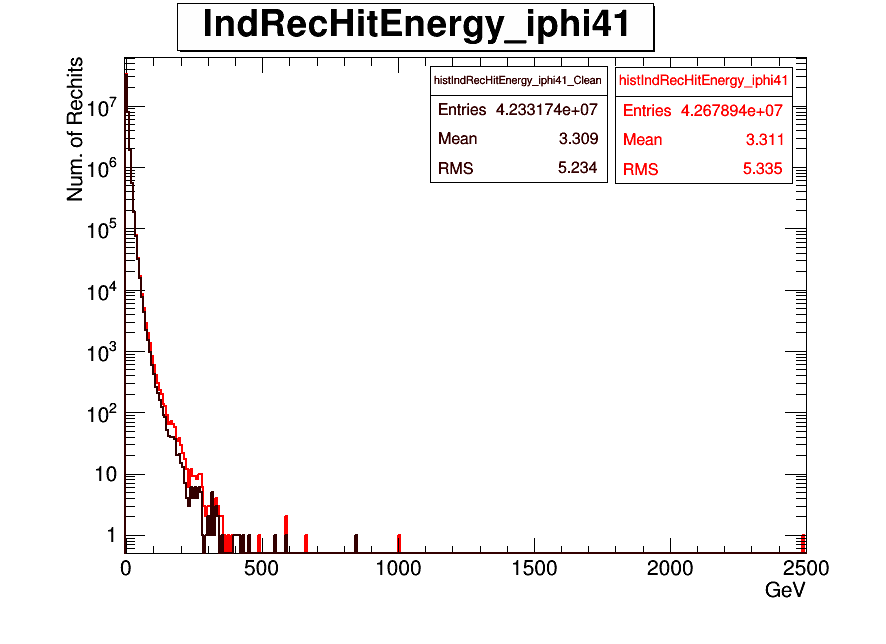 IndRecHitEnergy_iphi41
Num. of Rechits
histIndRecHitEnergy_iphi41_Clean
Entries 4.233174e+07
Mean 3.309
RMS 5.234
histIndRecHitEnergy_iphi41
Entries 4.267894e+07
Mean 3.311
RMS 5.335
10^7
10^6
10^5
10^4
10^3
10^2
10
1
0 500 1000 1500 2000 2500
GeV